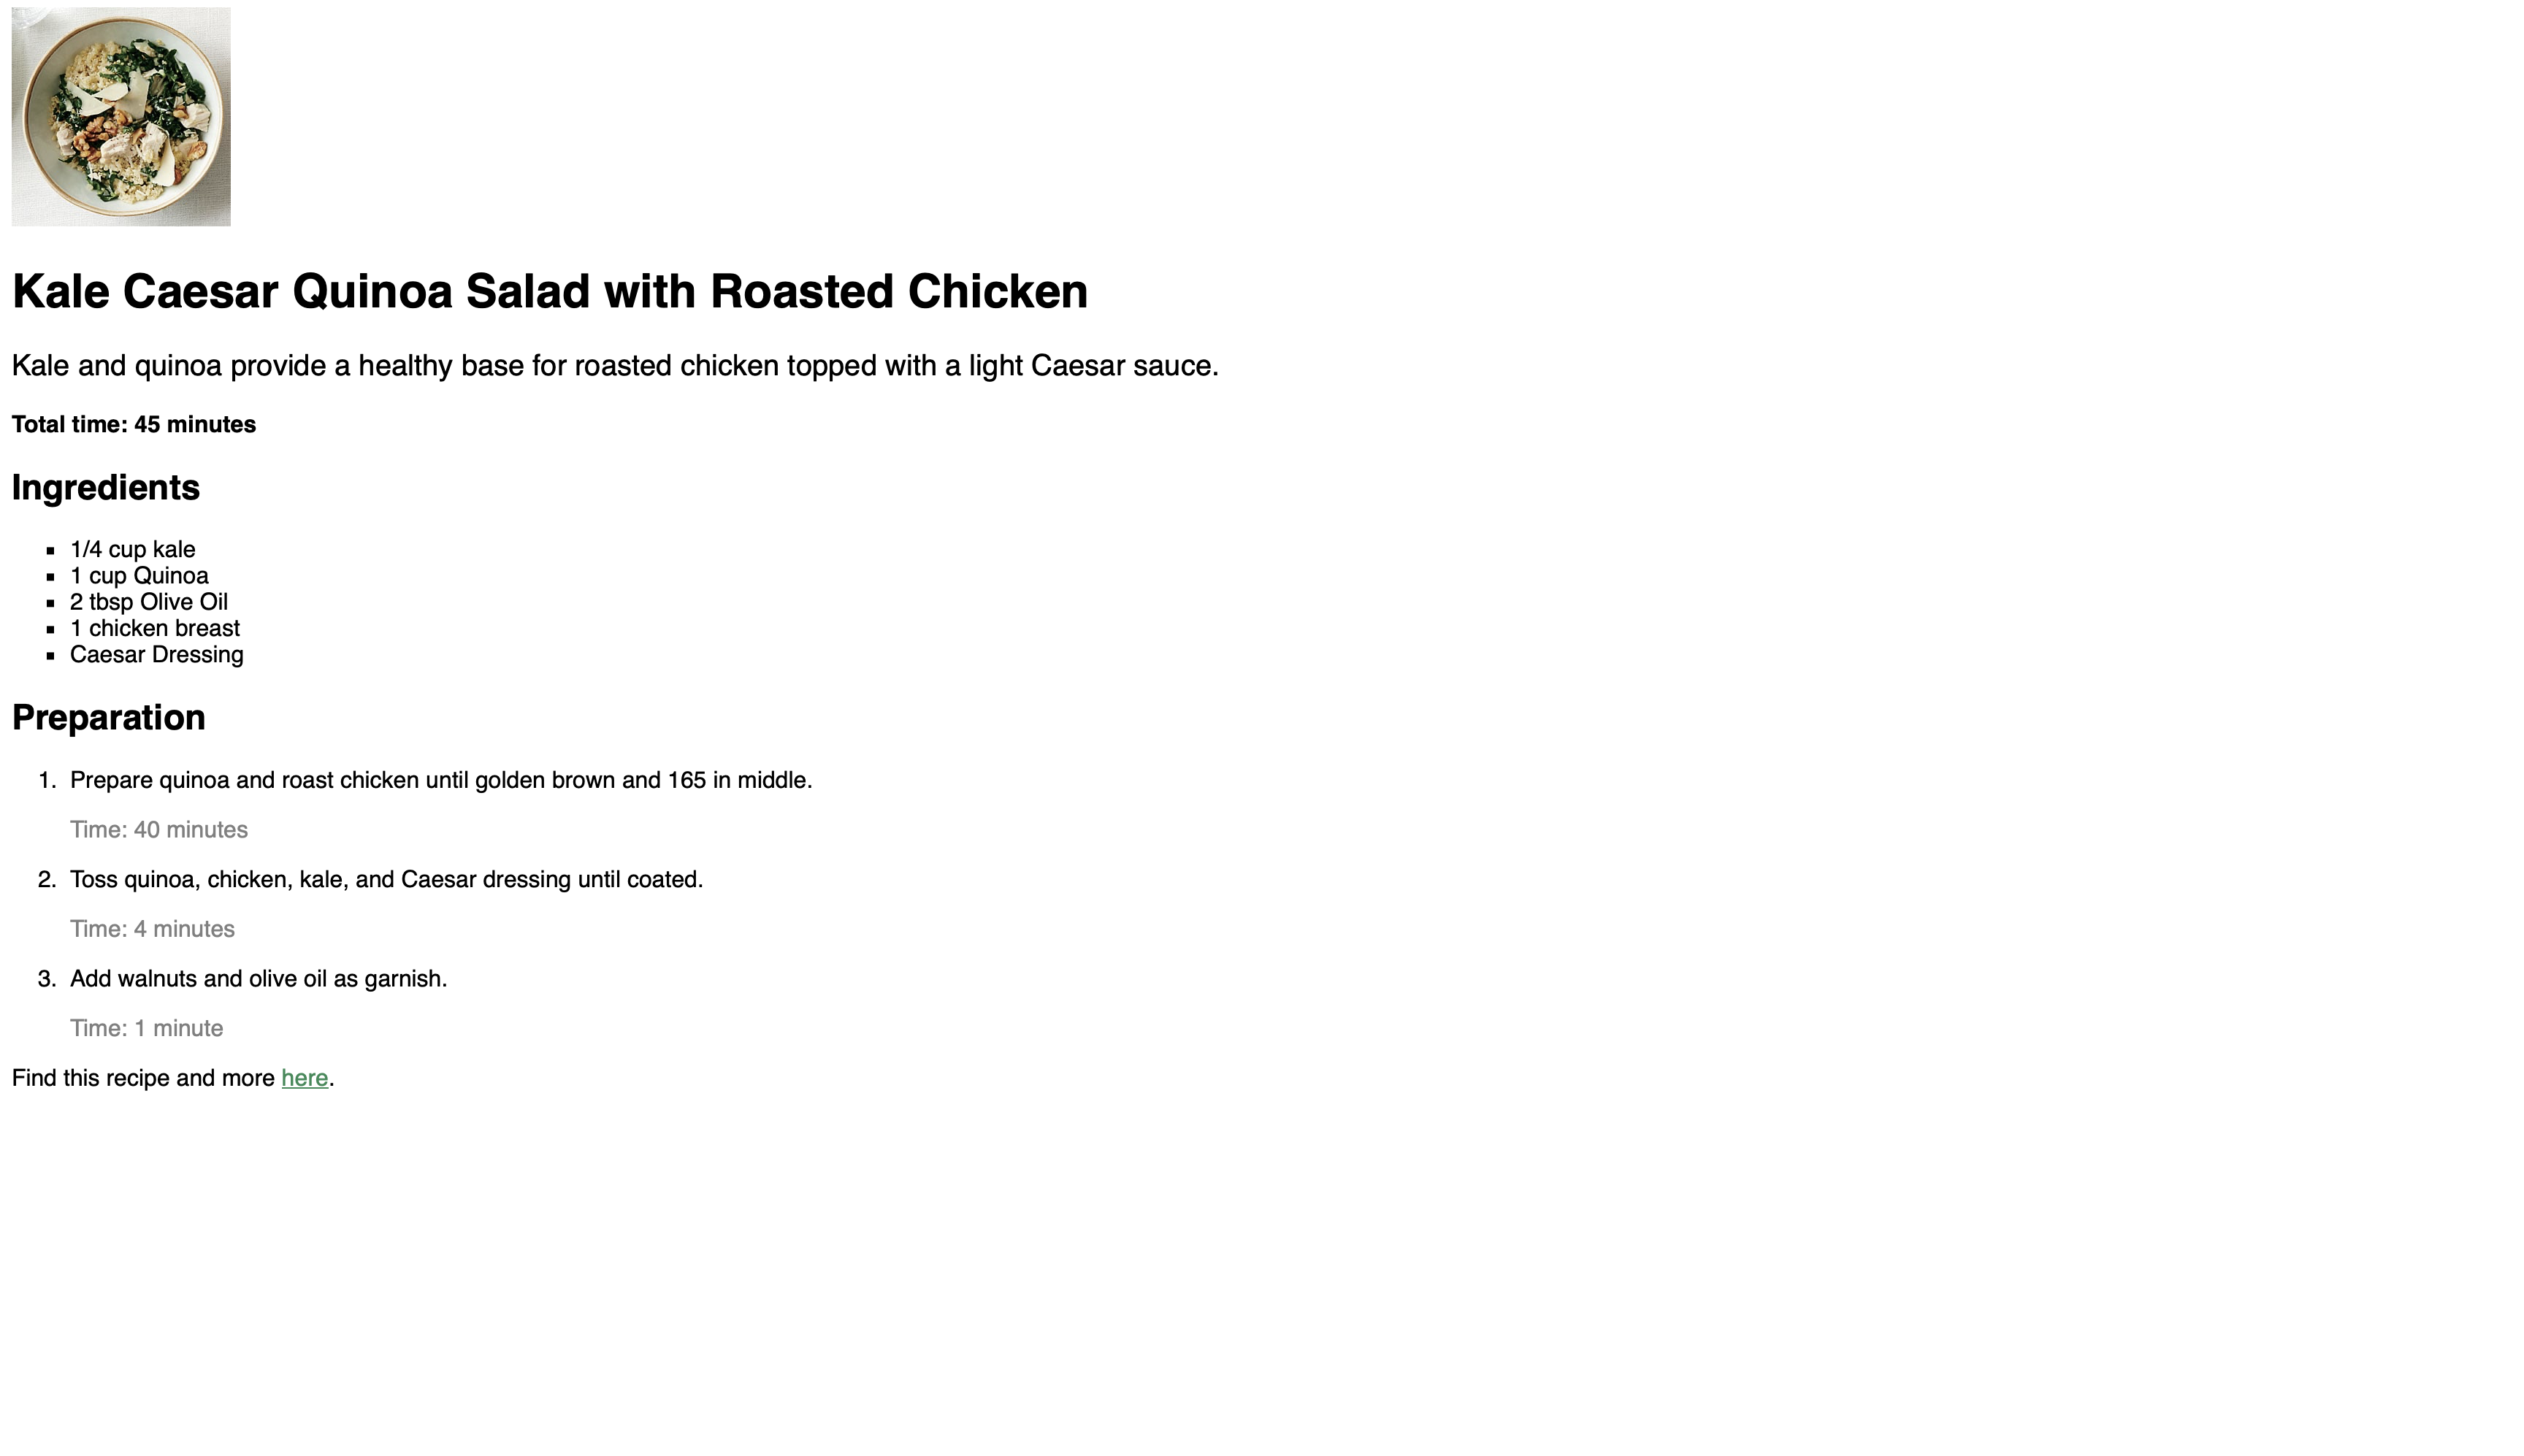 Kale Caesar Quinoa Salad with Roasted Chicken
Kale and quinoa provide a healthy base for roasted chicken topped with a light Caesar sauce.
Total time: 45 minutes
Ingredients
▪ 1/4 cup kale
▪ 1 cup Quinoa
▪ 2 tbsp Olive Oil
▪ 1 chicken breast
▪ Caesar Dressing
Preparation
1. Prepare quinoa and roast chicken until golden brown and 165 in middle.
Time: 40 minutes
2. Toss quinoa, chicken, kale, and Caesar dressing until coated.
Time: 4 minutes
3. Add walnuts and olive oil as garnish.
Time: 1 minute
Find this recipe and more here.